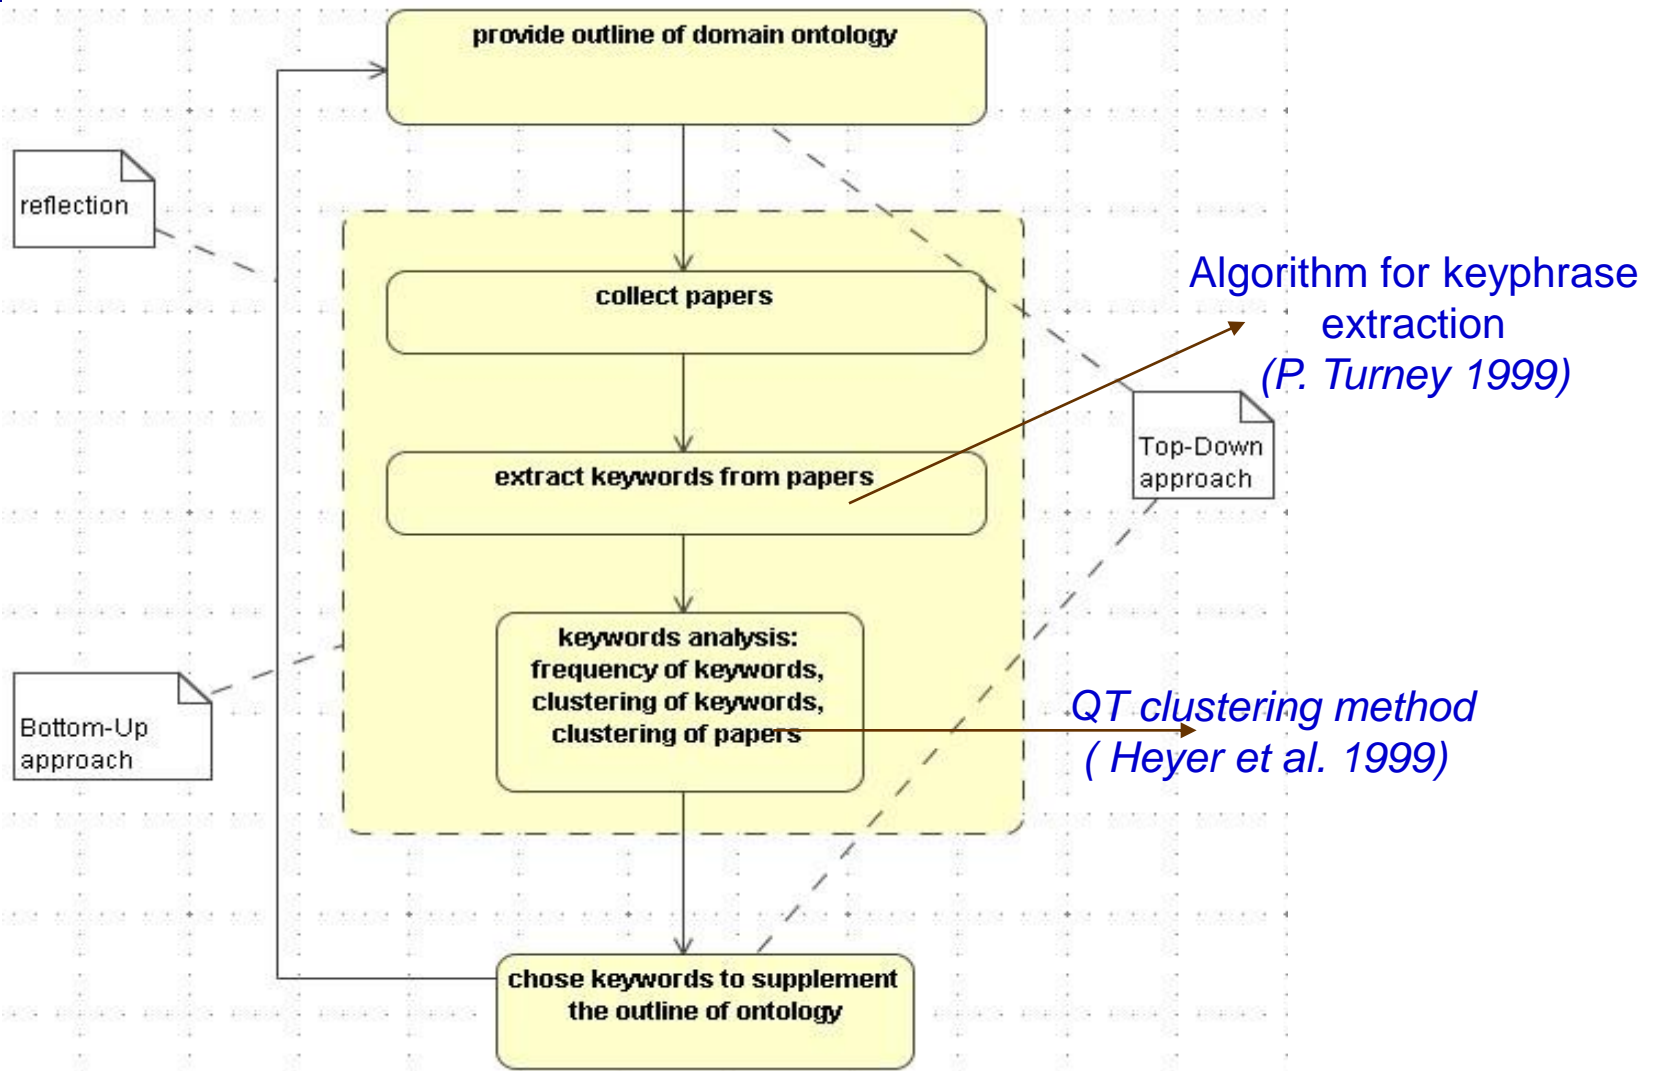 provide outline of domain ontology
reflection
collect papers
Algorithm for keyphrase
extraction
(P. Turney 1999)
Top-Down
approach
extract keywords from papers
keywords analysis:
frequency of keywords,
clustering of keywords,
clustering of papers
Bottom-Up
approach
QT clustering method
( Heyer et al. 1999)
chose keywords to supplement
the outline of ontology